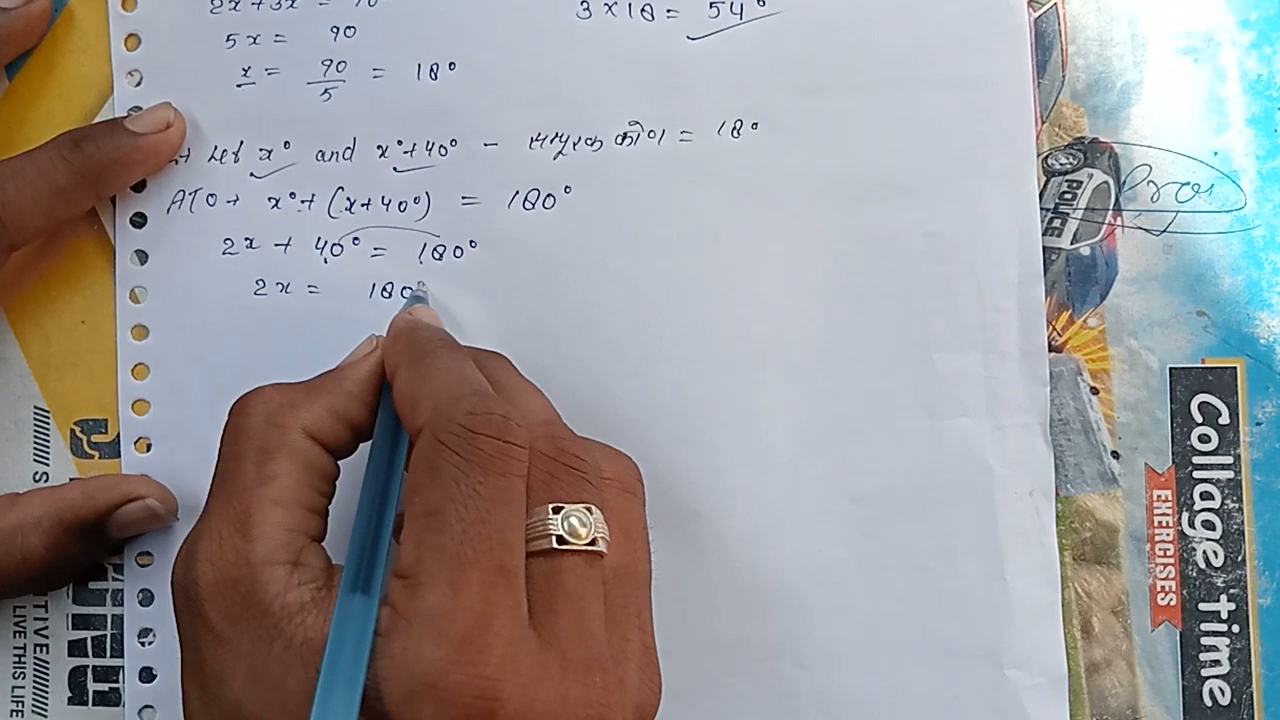 2x + 3x = 90
3 × 18 = 54°
5x = 90
x = 90/5 = 18°
Let x° and x°+40° - सम्पूरक कोण = 180
ATQ → x°+(x+40°) = 180°
2x + 40° = 180°
2x = 180°
POLICE
Collage time
EXERCISES
LIVE THIS LIFE